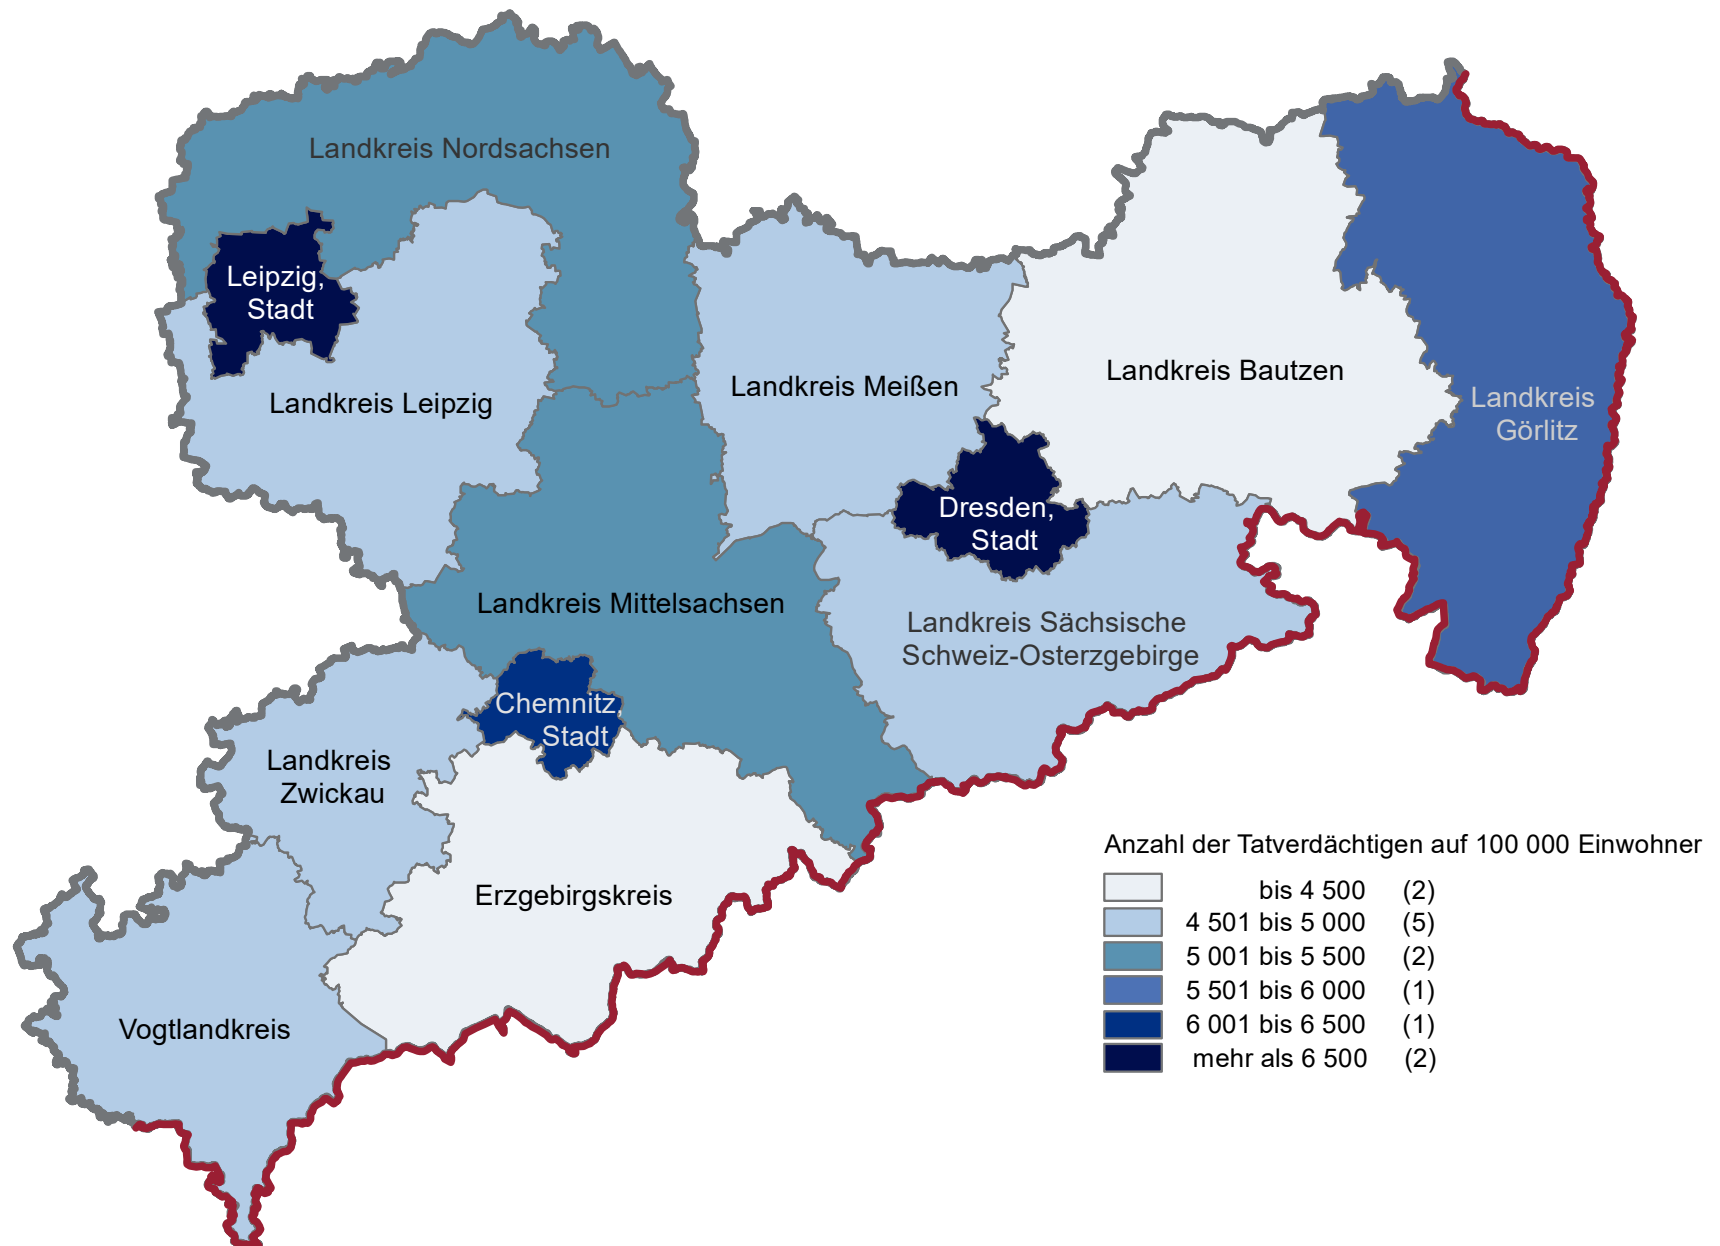 Landkreis Nordsachsen
Leipzig,
Stadt
Landkreis Leipzig
Landkreis Meißen
Landkreis Bautzen
Landkreis
Görlitz
Dresden,
Stadt
Landkreis Mittelsachsen
Landkreis Sächsische
Schweiz-Osterzgebirge
Chemnitz,
Stadt
Landkreis
Zwickau
Erzgebirgskreis
Vogtlandkreis
Anzahl der Tatverdächtigen auf 100 000 Einwohner
bis 4 500 (2)
4 501 bis 5 000 (5)
5 001 bis 5 500 (2)
5 501 bis 6 000 (1)
6 001 bis 6 500 (1)
mehr als 6 500 (2)